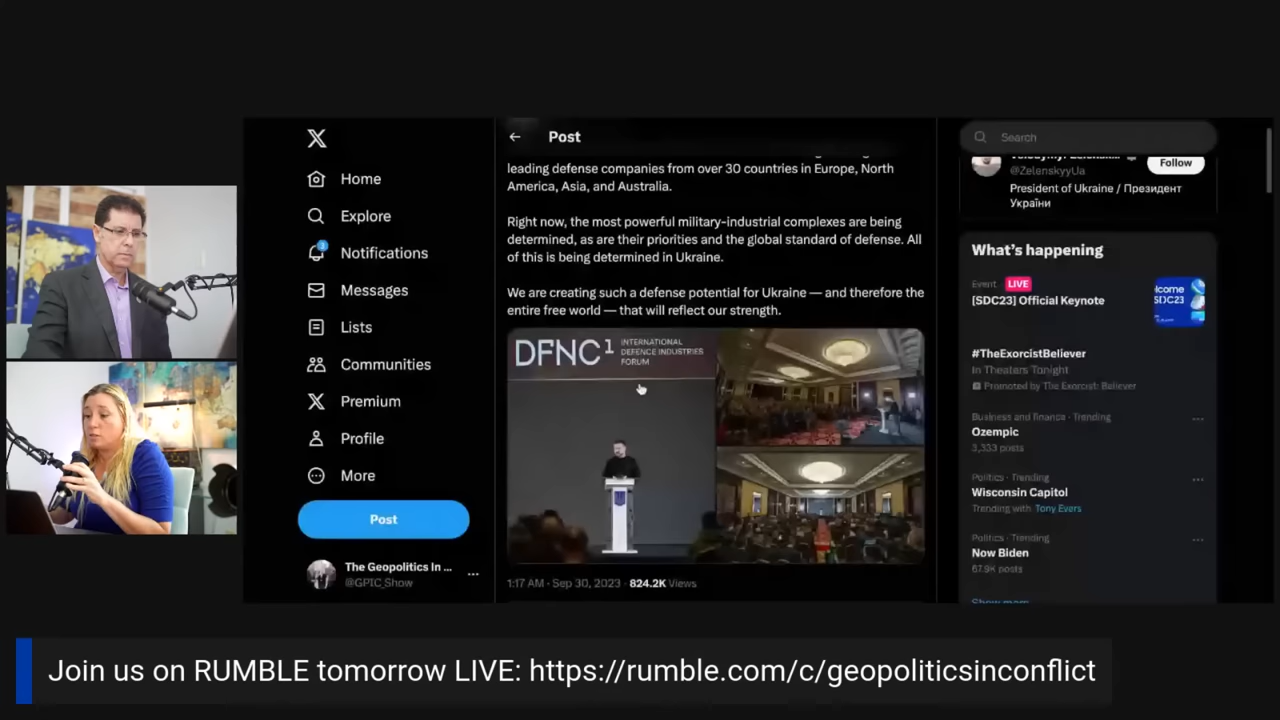 Home
Explore
3
Notifications
Messages
Lists
Communities
Premium
Profile
More
Post
The Geopolitics In ...
@GPIC_Show
Post
leading defense companies from over 30 countries in Europe, North
America, Asia, and Australia.
Right now, the most powerful military-industrial complexes are being
determined, as are their priorities and the global standard of defense. All
of this is being determined in Ukraine.
We are creating such a defense potential for Ukraine — and therefore the
entire free world — that will reflect our strength.
DFNC1 INTERNATIONAL
DEFENCE INDUSTRIES
FORUM
1:17 AM · Sep 30, 2023 · 824.2K Views
Search
Follow
@ZelenskyyUa
President of Ukraine / Президент
України
What's happening
Event LIVE
[SDC23] Official Keynote
lcome
SDC23
#TheExorcistBeliever
In Theaters Tonight
Promoted by The Exorcist: Believer
Business and finance · Trending
Ozempic
3,333 posts
Politics · Trending
Wisconsin Capitol
Trending with Tony Evers
Politics · Trending
Now Biden
67.9K posts
Show more
Join us on RUMBLE tomorrow LIVE: https://rumble.com/c/geopoliticsinconflict